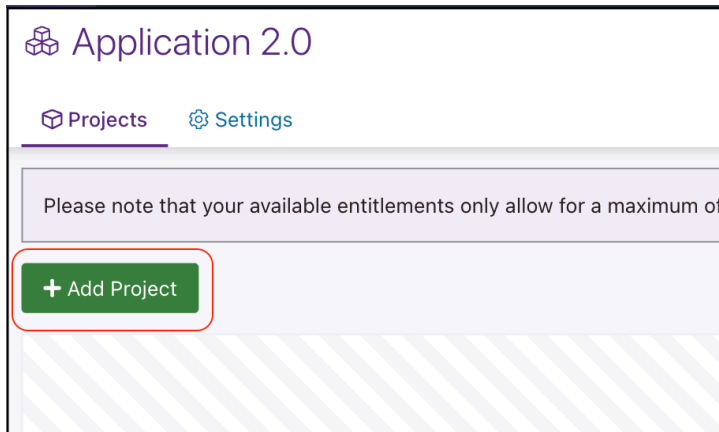 Application 2.0
Projects Settings
Please note that your available entitlements only allow for a maximum of
Add Project